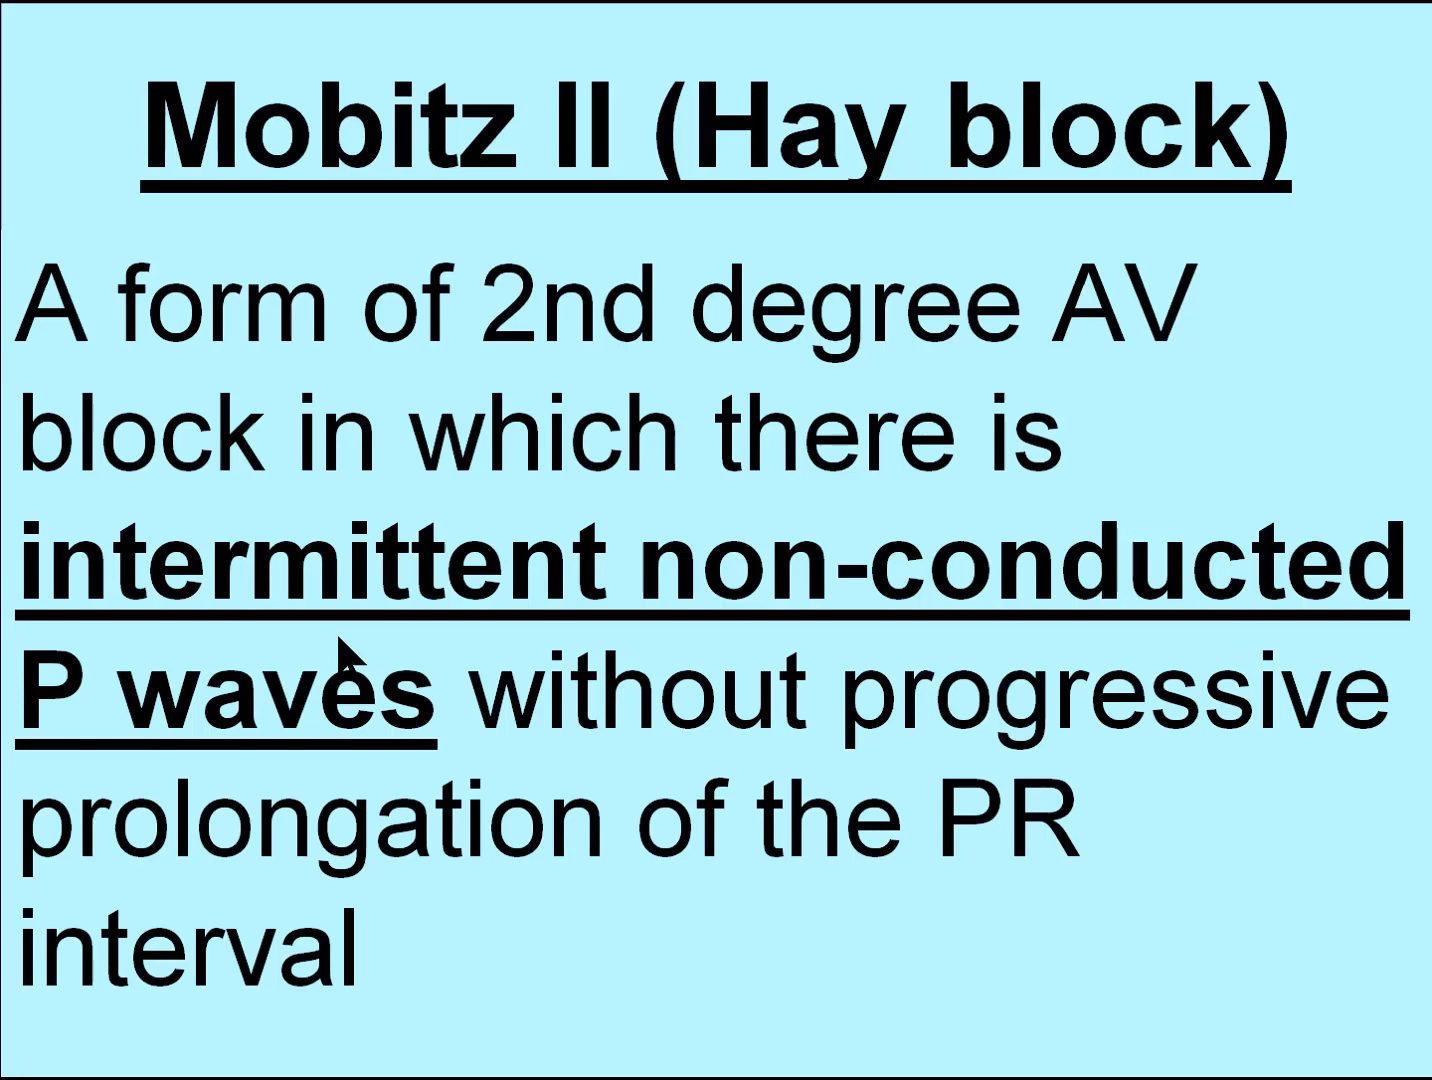 Mobitz II (Hay block)
A form of 2nd degree AV
block in which there is
intermittent non-conducted
P waves without progressive
prolongation of the PR
interval